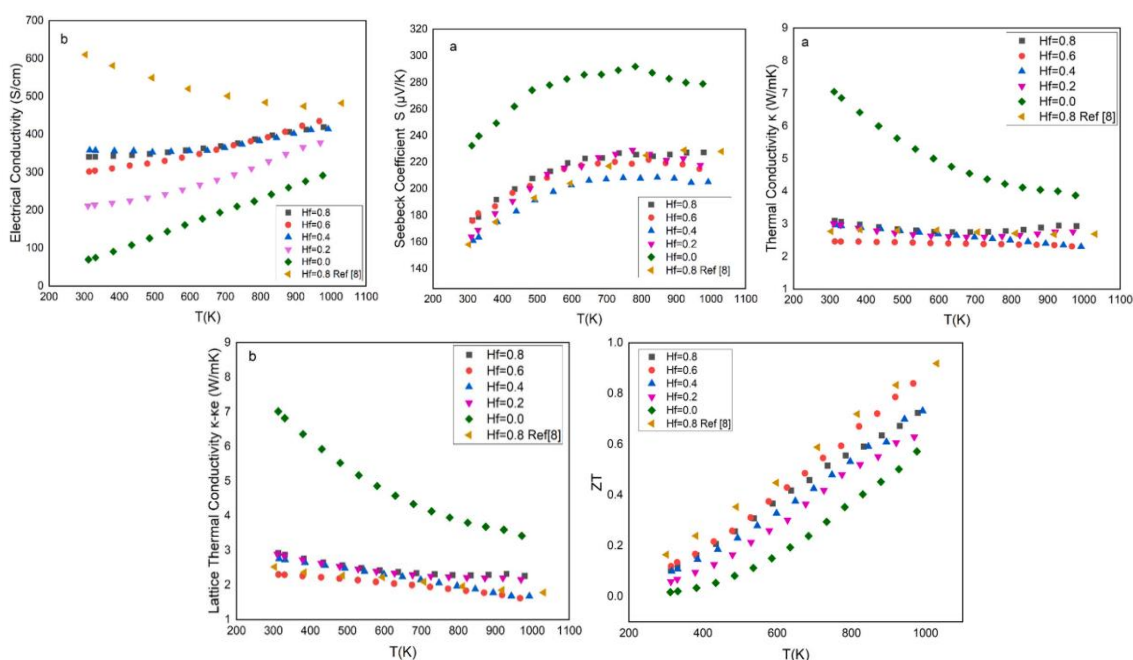 b
Electrical Conductivity (S/cm)
700
600
500
400
300
200
100
0
200 300 400 500 600 700 800 900 1000 1100
T(K)
Hf=0.8
Hf=0.6
Hf=0.4
Hf=0.2
Hf=0.0
Hf=0.8 Ref [8]
a
Seebeck Coefficient S (µV/K)
320
300
280
260
240
220
200
180
160
140
200 300 400 500 600 700 800 900 1000 1100
T(K)
Hf=0.8
Hf=0.6
Hf=0.4
Hf=0.2
Hf=0.0
Hf=0.8 Ref [8]
a
Thermal Conductivity κ (W/mK)
9
8
7
6
5
4
3
2
1
200 300 400 500 600 700 800 900 1000 1100
T(K)
Hf=0.8
Hf=0.6
Hf=0.4
Hf=0.2
Hf=0.0
Hf=0.8 Ref [8]
b
Lattice Thermal Conductivity κ-κe (W/mK)
9
8
7
6
5
4
3
2
1
200 300 400 500 600 700 800 900 1000 1100
T(K)
Hf=0.8
Hf=0.6
Hf=0.4
Hf=0.2
Hf=0.0
Hf=0.8 Ref[8]
ZT
1.0
0.8
0.6
0.4
0.2
0.0
200 400 600 800 1000
T(K)
Hf=0.8
Hf=0.6
Hf=0.4
Hf=0.2
Hf=0.0
Hf=0.8 Ref [8]